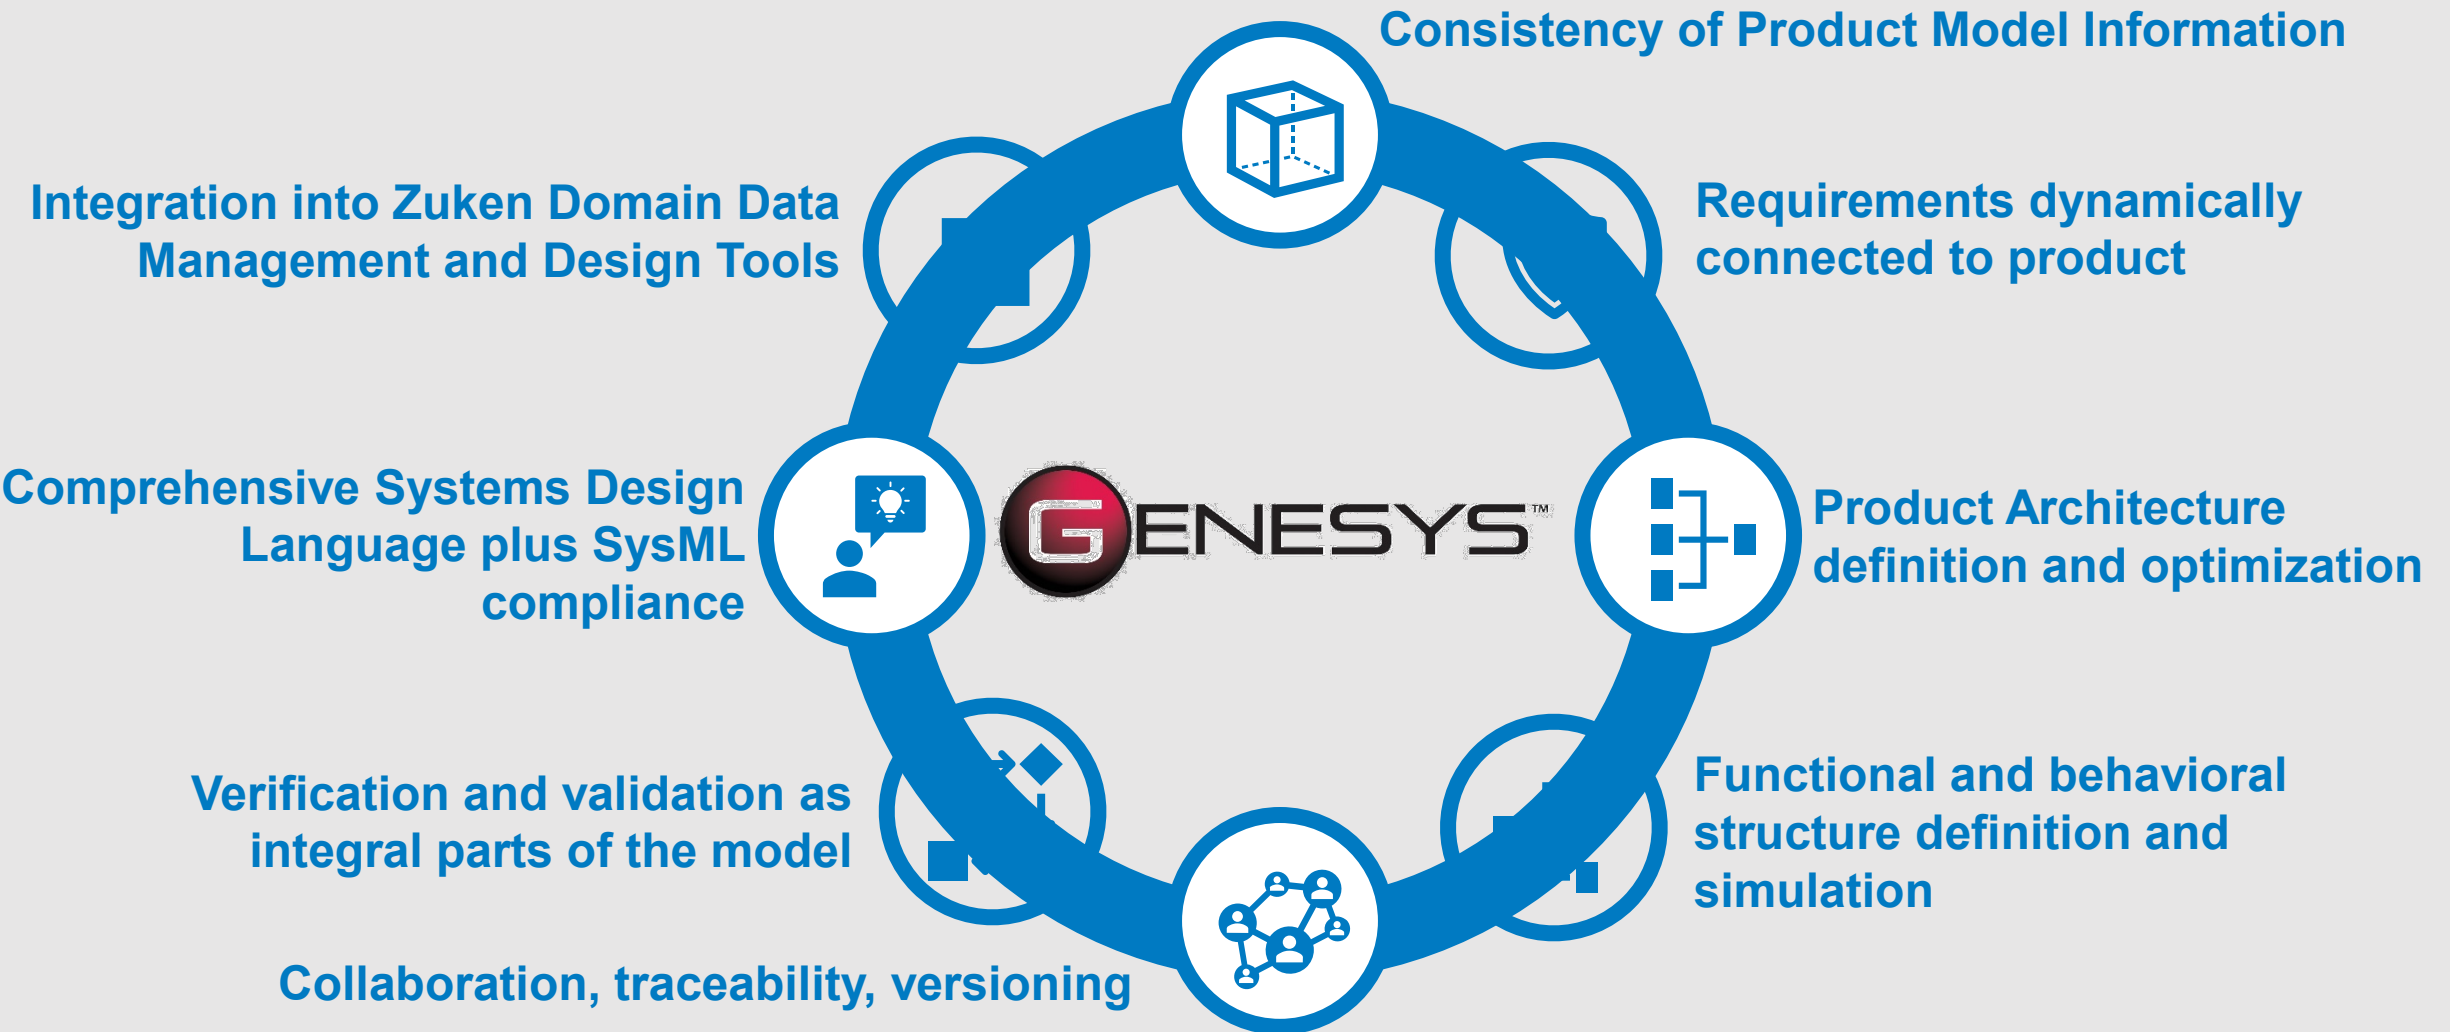 Consistency of Product Model Information
Integration into Zuken Domain Data
Management and Design Tools
Requirements dynamically
connected to product
Comprehensive Systems Design
Language plus SysML
compliance
GENESYS™
Product Architecture
definition and optimization
Verification and validation as
integral parts of the model
Functional and behavioral
structure definition and
simulation
Collaboration, traceability, versioning